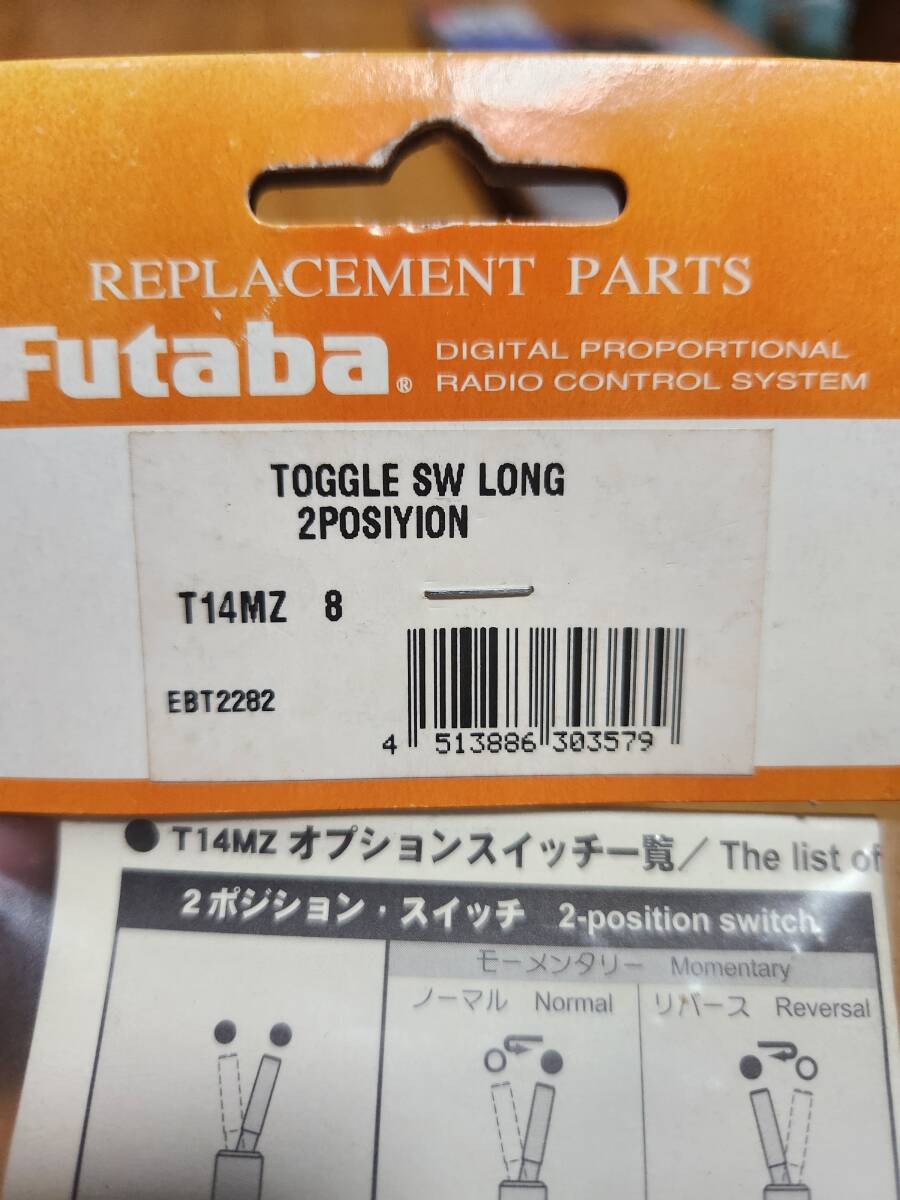 REPLACEMENT PARTS
Futaba® DIGITAL PROPORTIONAL
RADIO CONTROL SYSTEM
TOGGLE SW LONG
2POSIYION
T14MZ 8
EBT2282
4 513886 303579
●T14MZ オプションスイッチ一覧/ The list of
2ポジション・スイッチ 2-position switch
モーメンタリー Momentary
ノーマル Normal リバース Reversal